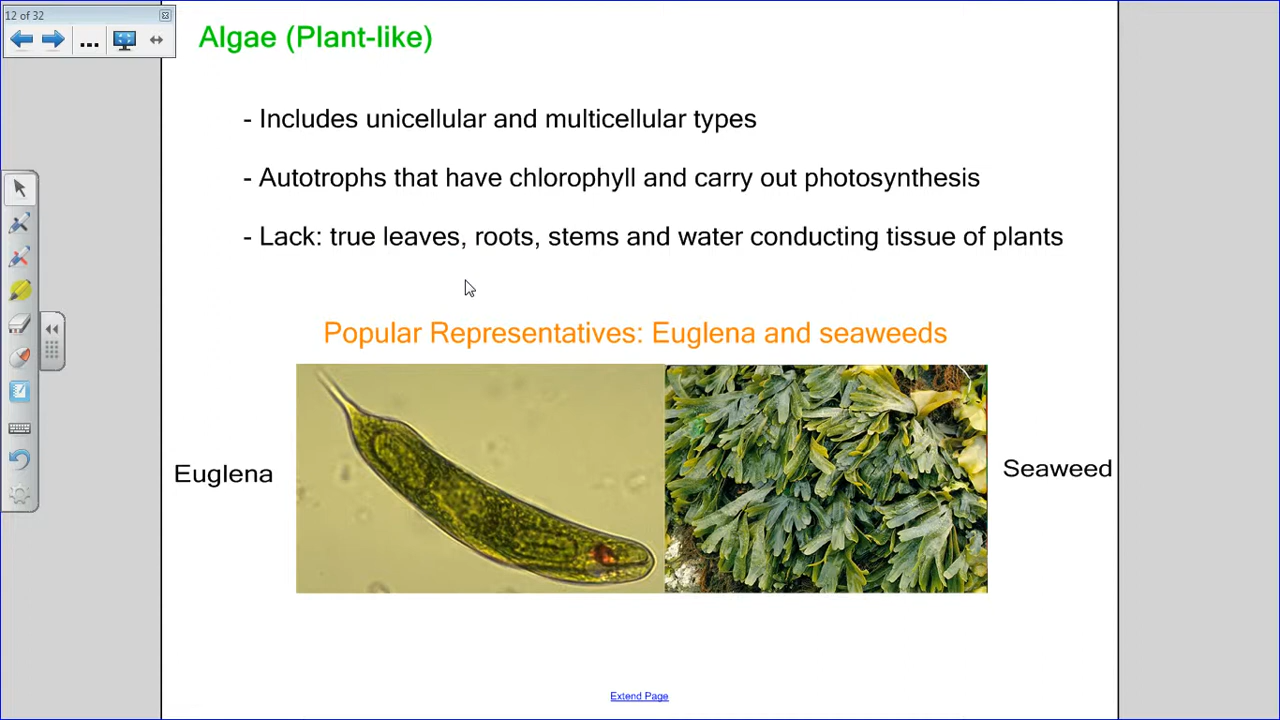 12 of 32
Algae (Plant-like)
- Includes unicellular and multicellular types
- Autotrophs that have chlorophyll and carry out photosynthesis
- Lack: true leaves, roots, stems and water conducting tissue of plants
Popular Representatives: Euglena and seaweeds
Euglena
Seaweed
Extend Page